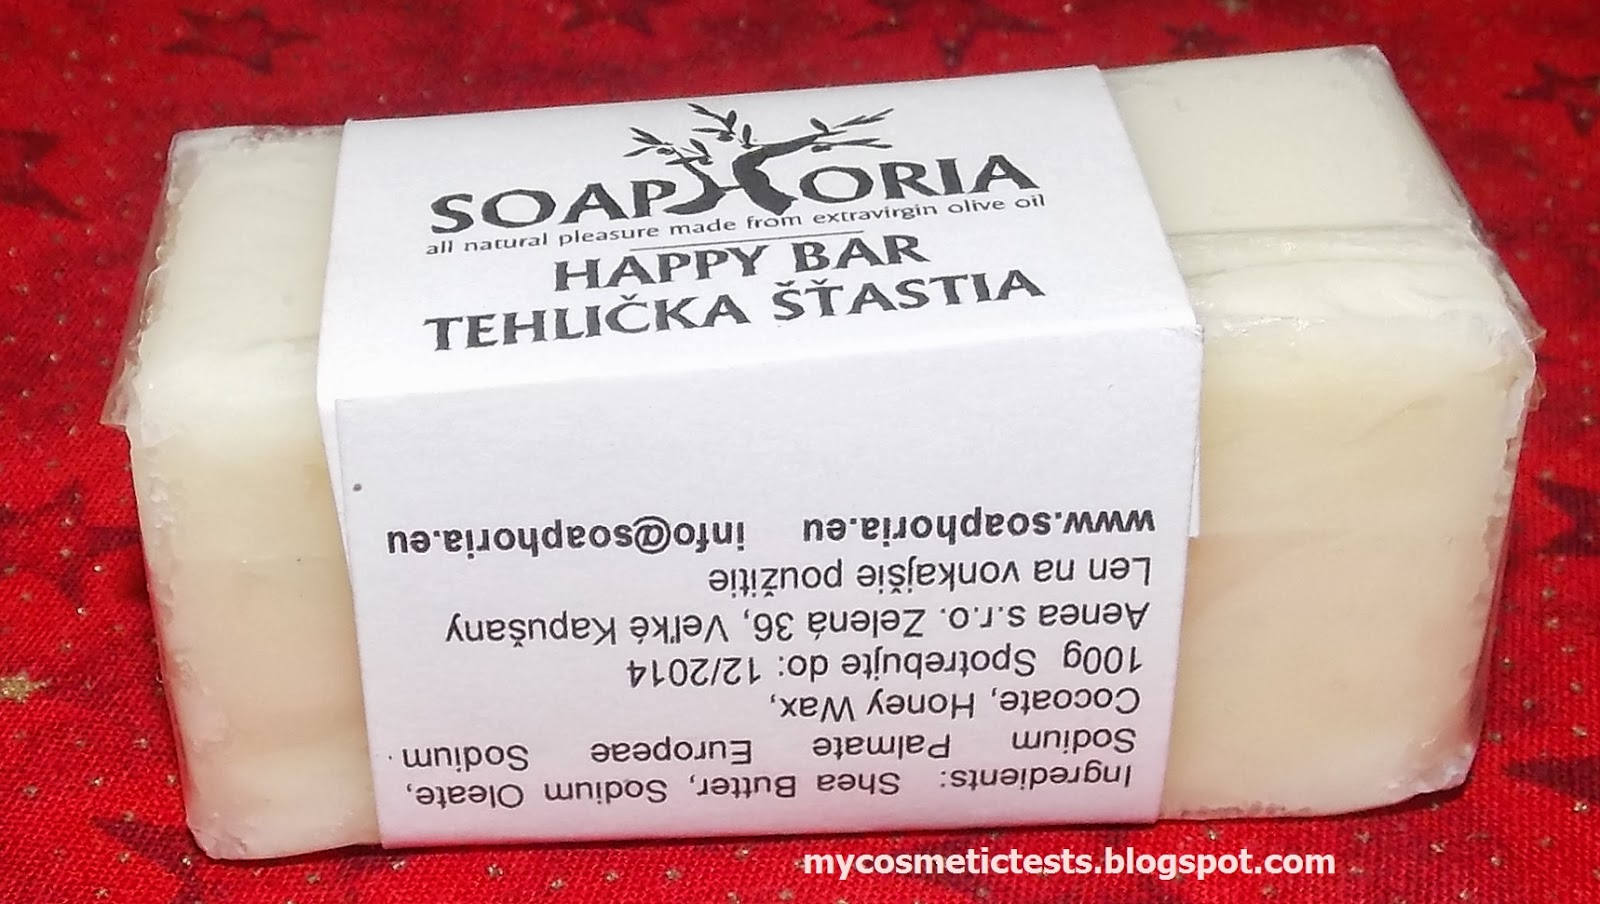 SOAPHORIA
all natural pleasure made from extravirgin olive oil
HAPPY BAR
TEHLIČKA ŠŤASTIA
Ingredients: Shea Butter, Sodium Oleate,
Sodium Palmate Europeae Sodium
Cocoate, Honey Wax,
100g Spotrebujte do: 12/2014
Aenea s.r.o. Zelená 36, Veľké Kapušany
Len na vonkajšie použitie
www.soaphoria.eu info@soaphoria.eu
mycosmetictests.blogspot.com